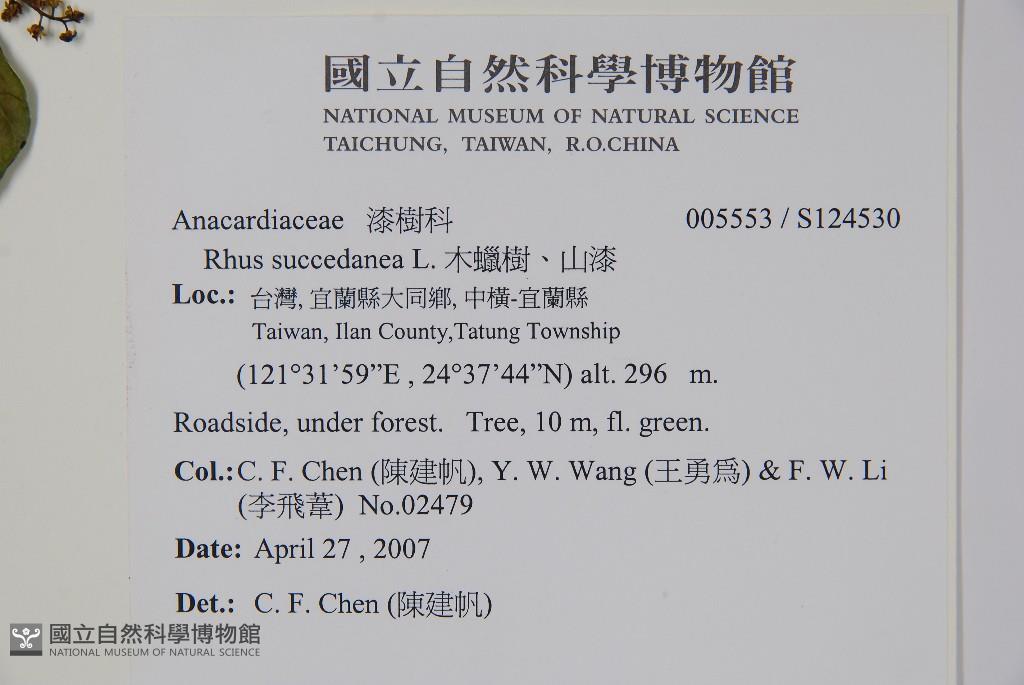 國立自然科學博物館
NATIONAL MUSEUM OF NATURAL SCIENCE
TAICHUNG, TAIWAN, R.O.CHINA
Anacardiaceae 漆樹科 005553 / S124530
Rhus succedanea L. 木蠟樹、山漆
Loc.: 台灣, 宜蘭縣大同鄉, 中橫-宜蘭縣
Taiwan, Ilan County,Tatung Township
(121°31’59”E , 24°37’44”N) alt. 296 m.
Roadside, under forest. Tree, 10 m, fl. green.
Col.:C. F. Chen (陳建帆), Y. W. Wang (王勇爲) & F. W. Li
(李飛葦) No.02479
Date: April 27 , 2007
Det.: C. F. Chen (陳建帆)
國立自然科學博物館
NATIONAL MUSEUM OF NATURAL SCIENCE